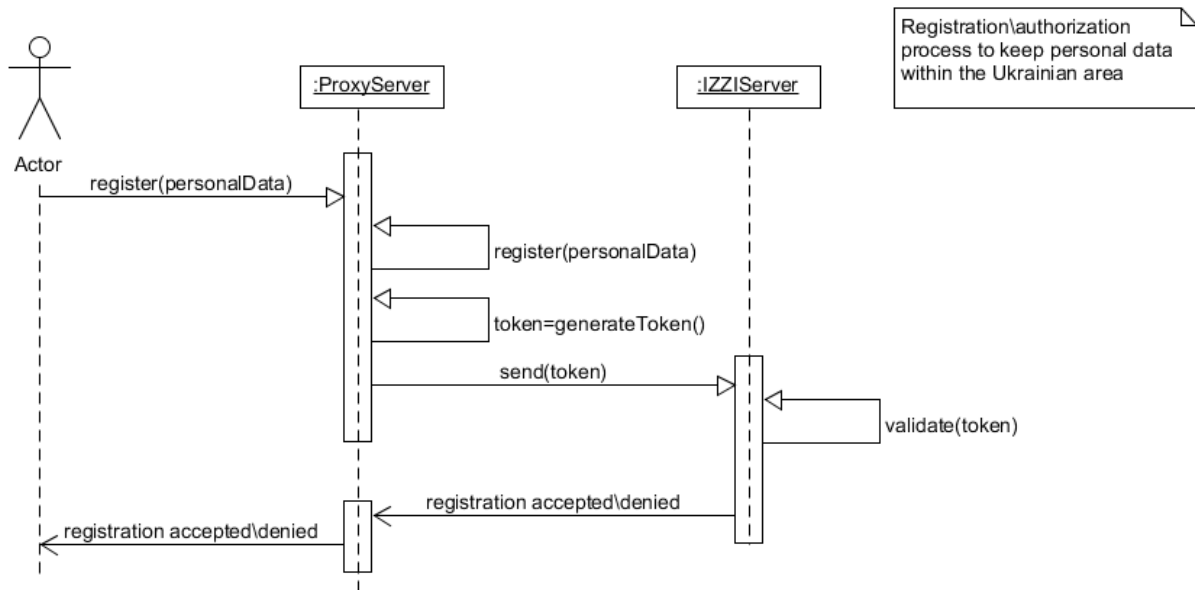 Registration\authorization
process to keep personal data
within the Ukrainian area
:ProxyServer
:IZZIServer
Actor
register(personalData)
register(personalData)
token=generateToken()
send(token)
validate(token)
registration accepted\denied
registration accepted\denied